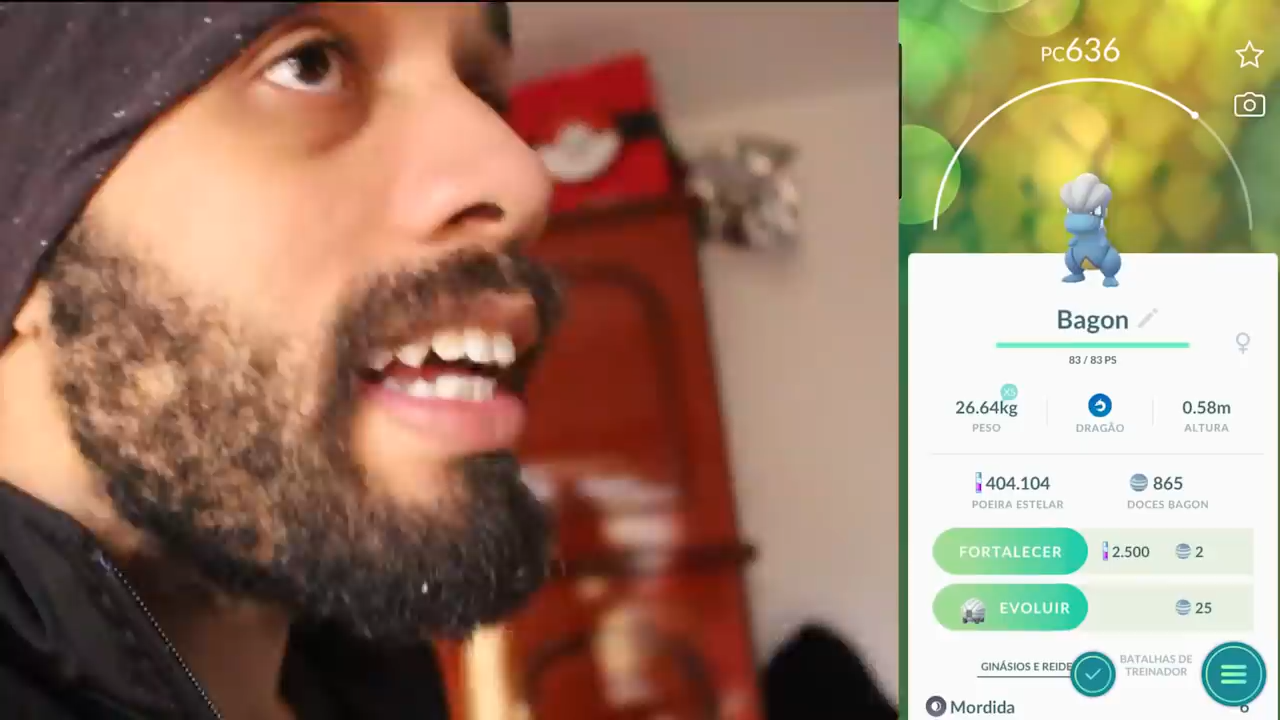 PC636
Bagon
83 / 83 PS
XS
26.64kg
PESO
DRAGÃO
0.58m
ALTURA
404.104
POEIRA ESTELAR
865
DOCES BAGON
FORTALECER 2.500 2
EVOLUIR 25
GINÁSIOS E REIDE
BATALHAS DE
TREINADOR
Mordida